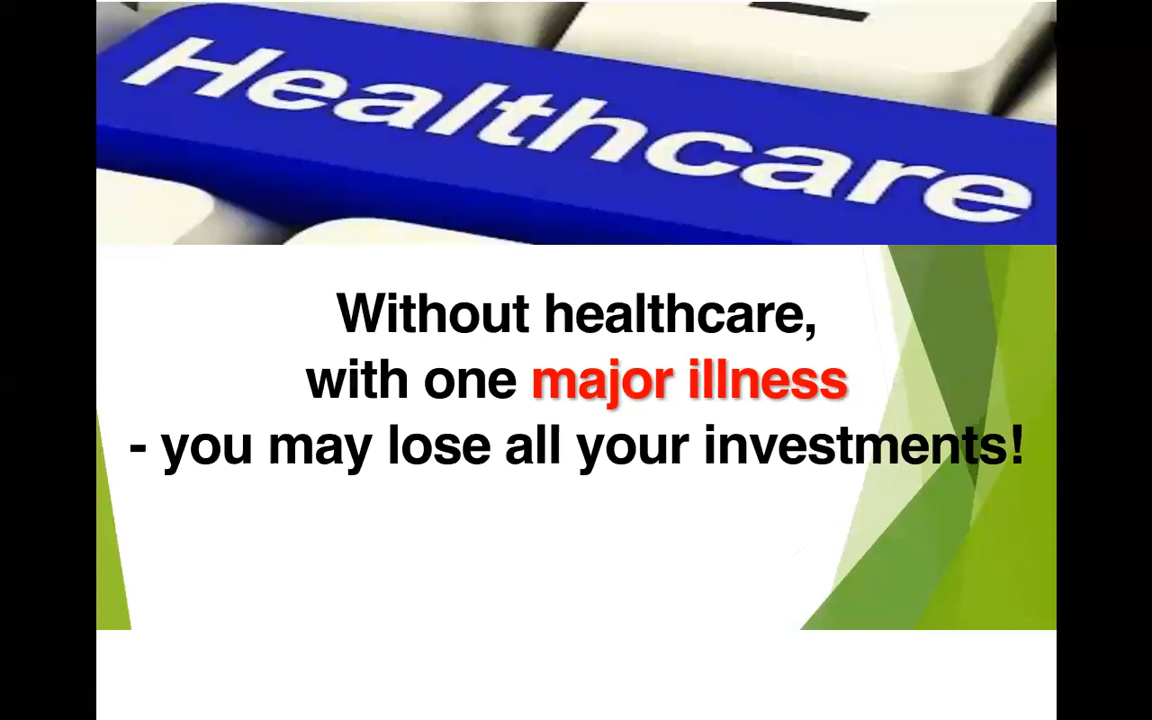 Healthcare
Without healthcare,
with one major illness
- you may lose all your investments!